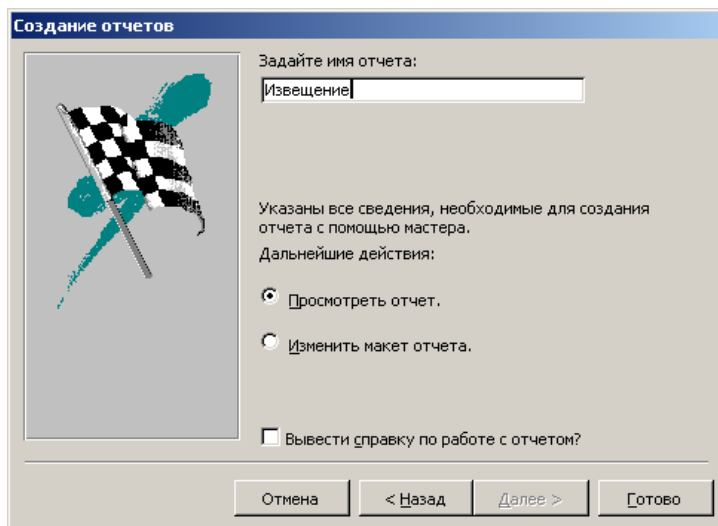 Создание отчетов
Задайте имя отчета:
Извещение
Указаны все сведения, необходимые для создания
отчета с помощью мастера.
Дальнейшие действия:
Просмотреть отчет.
Изменить макет отчета.
Вывести справку по работе с отчетом?
Отмена
< Назад
Далее >
Готово